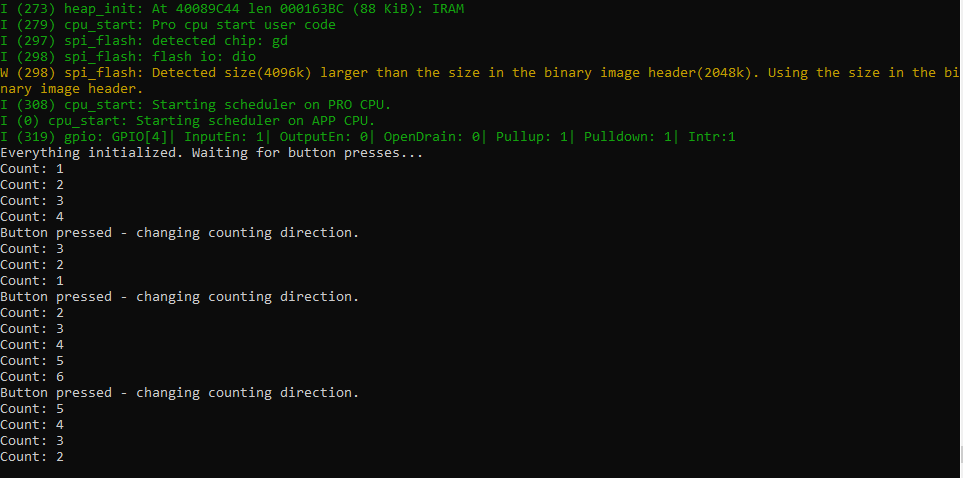 I (273) heap_init: At 40089C44 len 000163BC (88 KiB): IRAM
I (279) cpu_start: Pro cpu start user code
I (297) spi_flash: detected chip: gd
I (298) spi_flash: flash io: dio
W (298) spi_flash: Detected size(4096k) larger than the size in the binary image header(2048k). Using the size in the bi
nary image header.
I (308) cpu_start: Starting scheduler on PRO CPU.
I (0) cpu_start: Starting scheduler on APP CPU.
I (319) gpio: GPIO[4]| InputEn: 1| OutputEn: 0| OpenDrain: 0| Pullup: 1| Pulldown: 1| Intr:1
Everything initialized. Waiting for button presses...
Count: 1
Count: 2
Count: 3
Count: 4
Button pressed - changing counting direction.
Count: 3
Count: 2
Count: 1
Button pressed - changing counting direction.
Count: 2
Count: 3
Count: 4
Count: 5
Count: 6
Button pressed - changing counting direction.
Count: 5
Count: 4
Count: 3
Count: 2